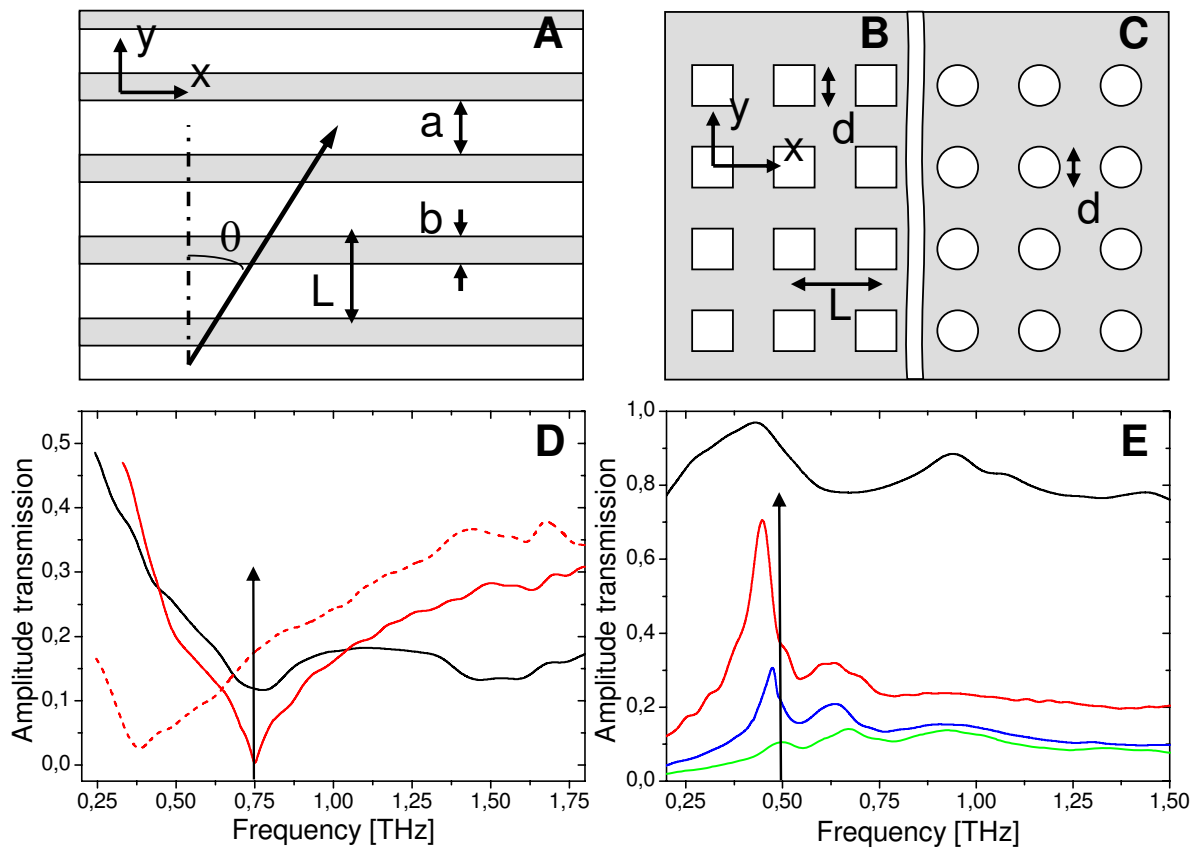 A
y
x
a
θ
b
L
B
C
d
y
x
d
L
D
0,5
0,4
0,3
0,2
0,1
0,0
Amplitude transmission
0,25 0,50 0,75 1,00 1,25 1,50 1,75
Frequency [THz]
E
1,0
0,8
0,6
0,4
0,2
0,0
Amplitude transmission
0,25 0,50 0,75 1,00 1,25 1,50
Frequency [THz]